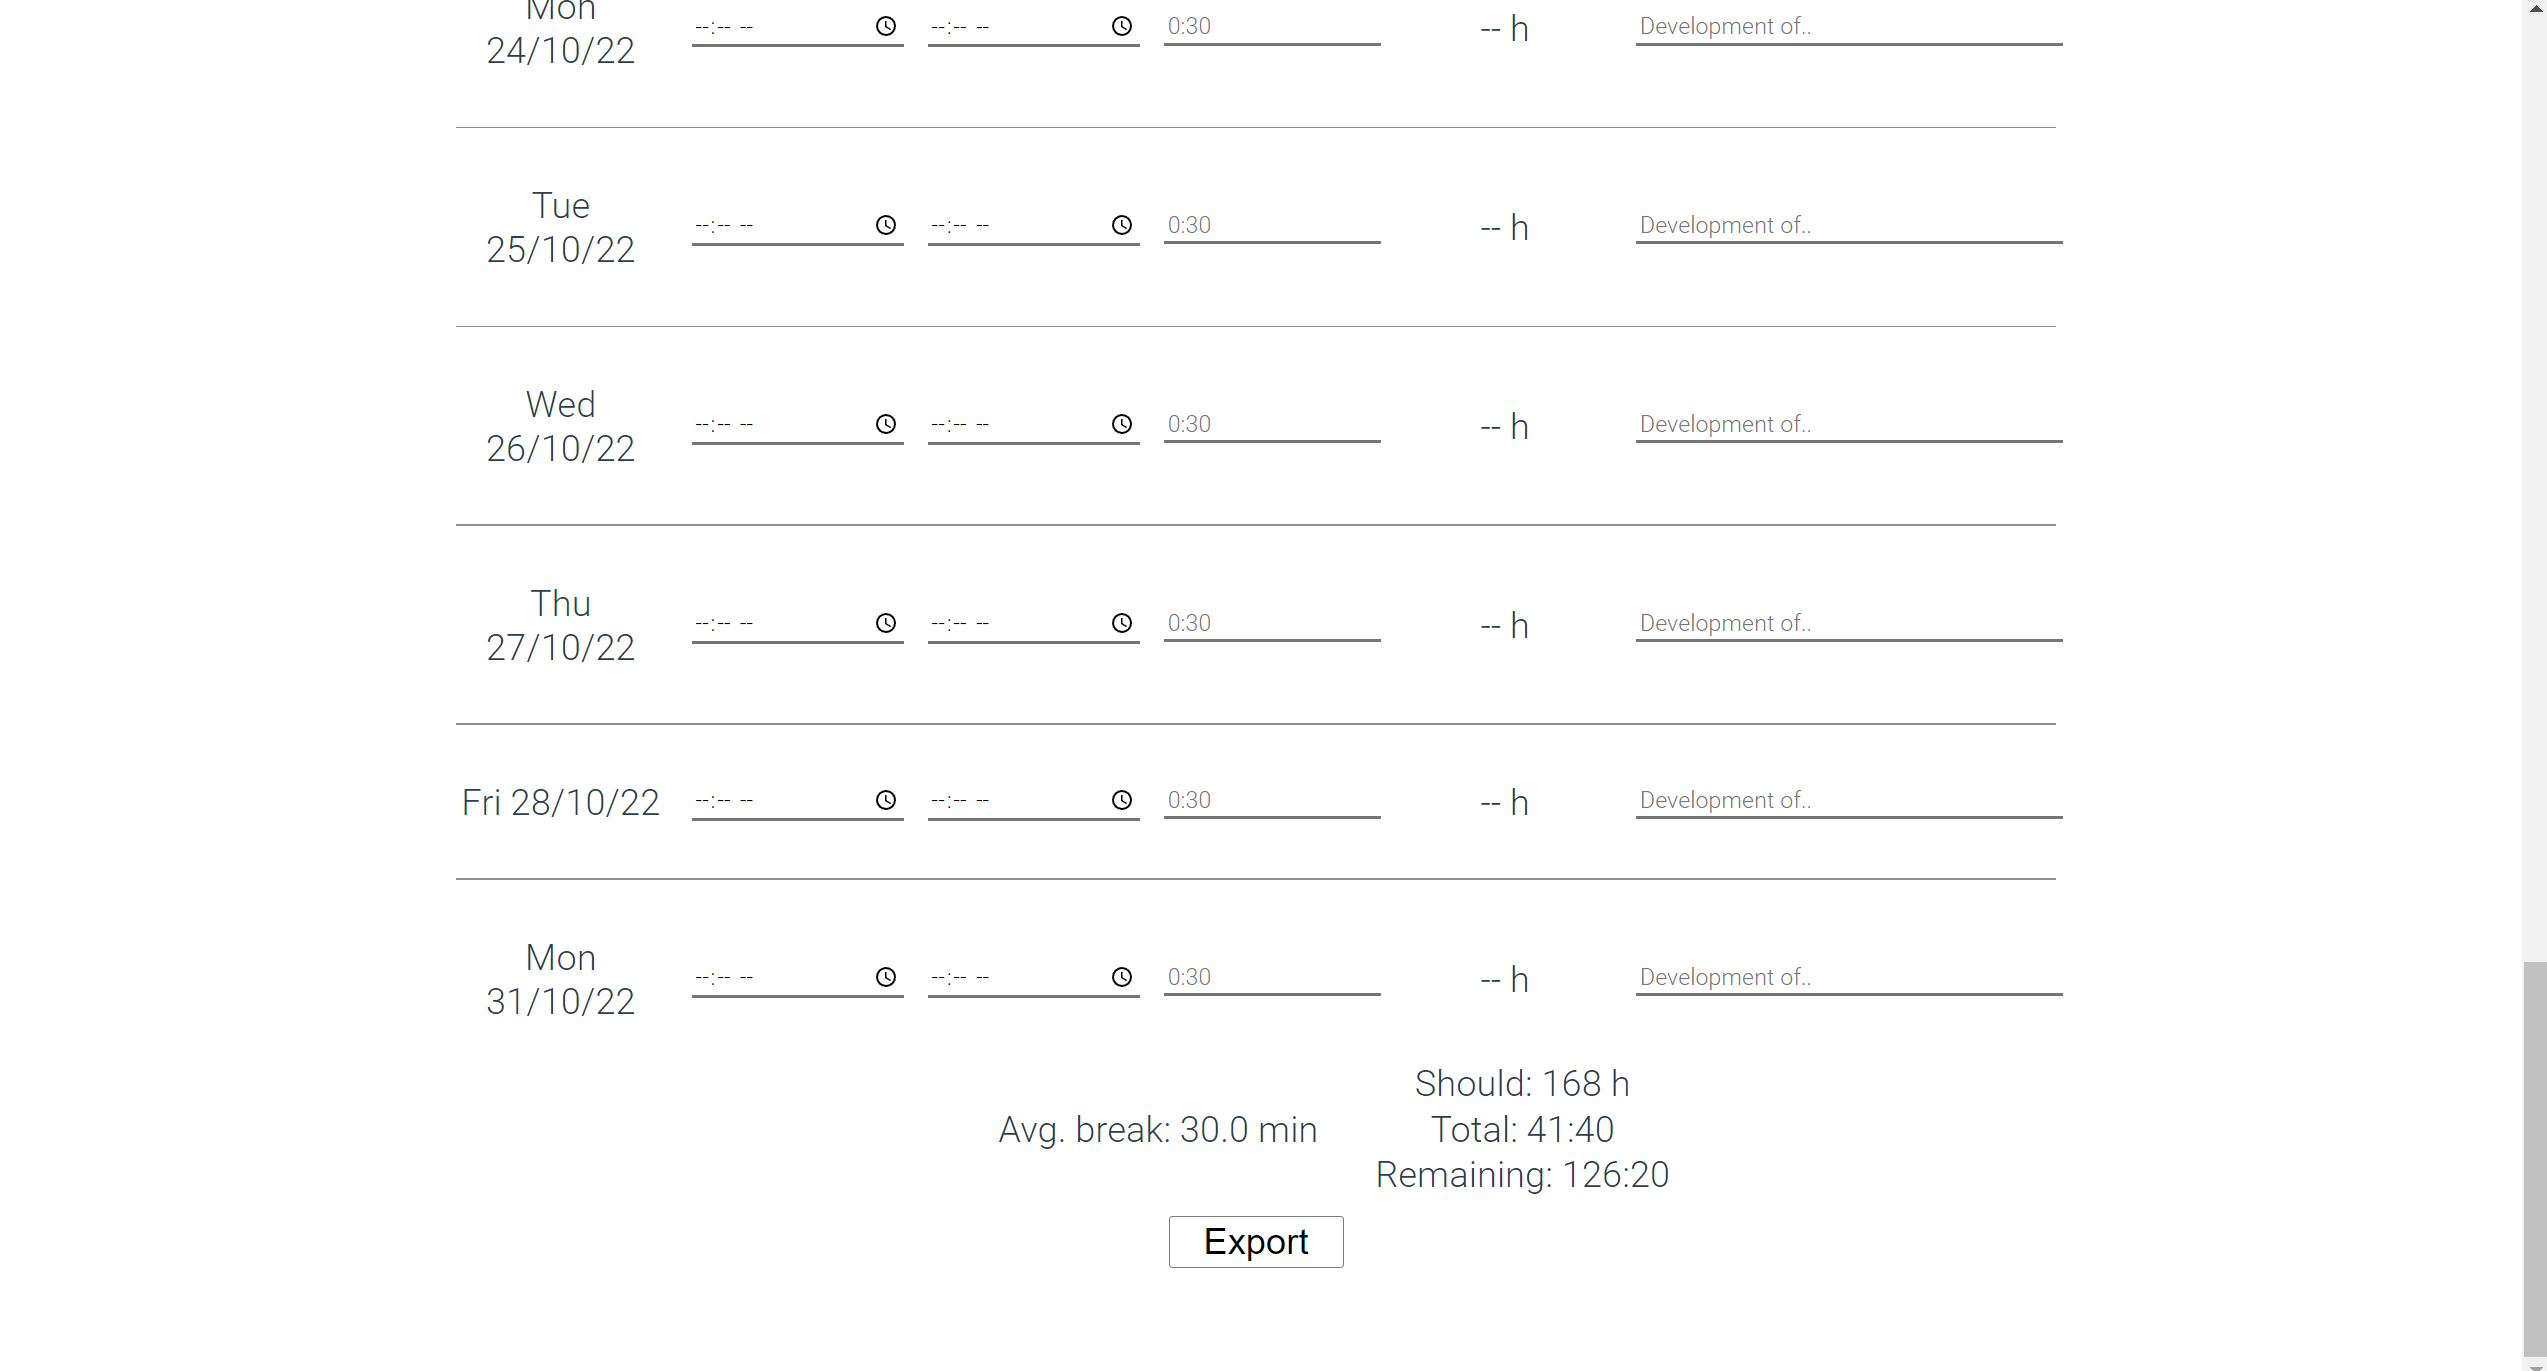 Mon
24/10/22 --:-- -- --:-- -- 0:30 -- h Development of..
Tue
25/10/22 --:-- -- --:-- -- 0:30 -- h Development of..
Wed
26/10/22 --:-- -- --:-- -- 0:30 -- h Development of..
Thu
27/10/22 --:-- -- --:-- -- 0:30 -- h Development of..
Fri 28/10/22 --:-- -- --:-- -- 0:30 -- h Development of..
Mon
31/10/22 --:-- -- --:-- -- 0:30 -- h Development of..
Should: 168 h
Avg. break: 30.0 min Total: 41:40
Remaining: 126:20
Export